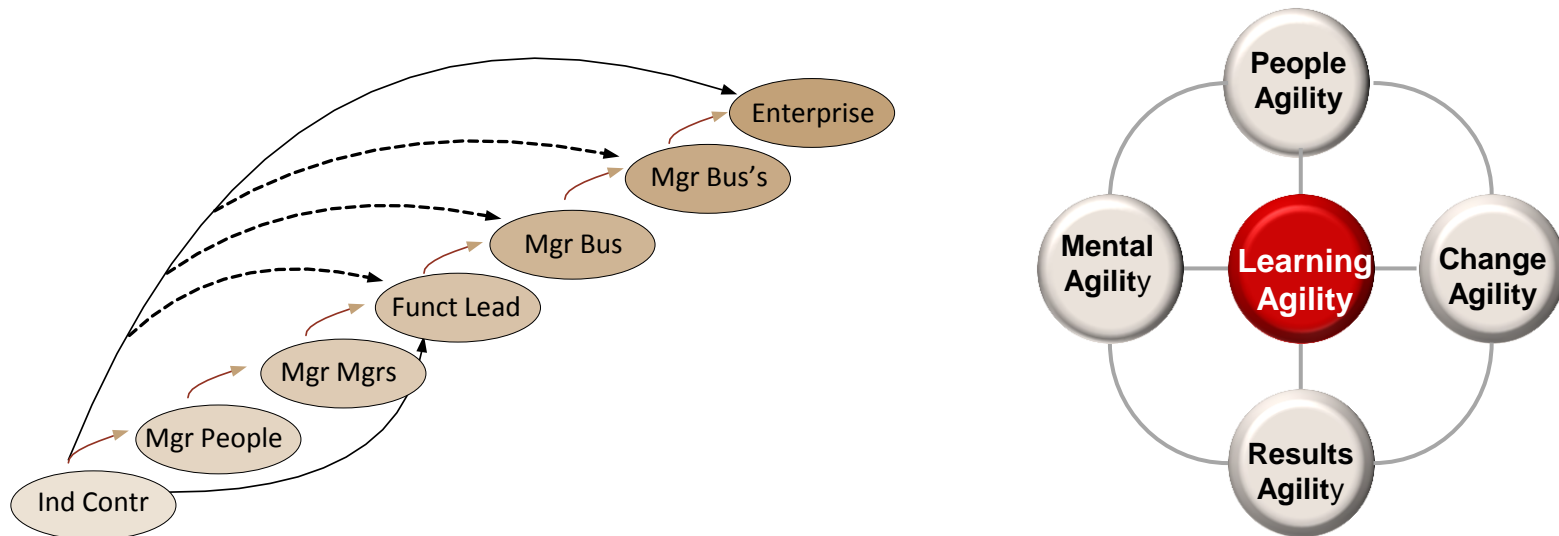 Enterprise
Mgr Bus's
Mgr Bus
Funct Lead
Mgr Mgrs
Mgr People
Ind Contr
People
Agility
Mental
Agility
Learning
Agility
Change
Agility
Results
Agility